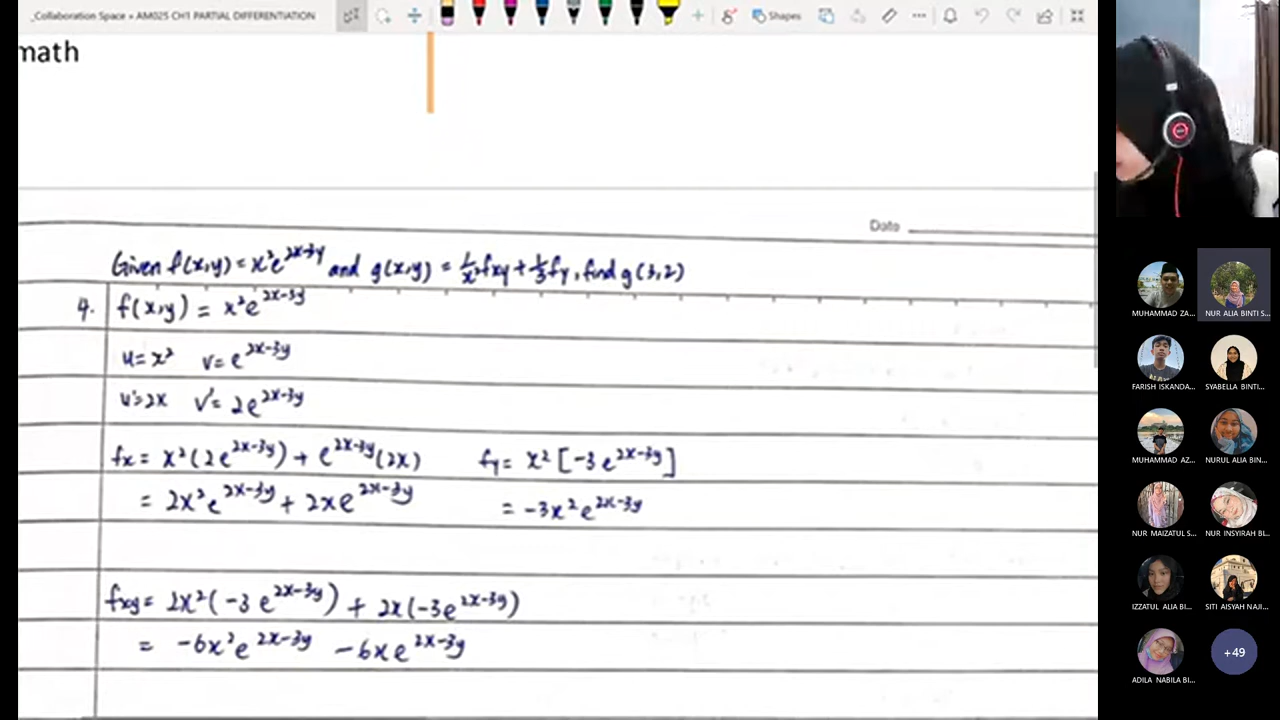 _Collaboration Space » AM025 CH1 PARTIAL DIFFERENTIATION
Shapes
math
Date
Given f(x,y) = x²e^(2x-3y) and g(x,y) = 1/x² fxy + 1/3 fy, find g(3,2)
4. f(x,y) = x²e^(2x-3y)
u = x² v = e^(2x-3y)
u' = 2x v' = 2e^(2x-3y)
fx = x²(2e^(2x-3y)) + e^(2x-3y)(2x) fy = x²[-3e^(2x-3y)]
= 2x²e^(2x-3y) + 2xe^(2x-3y) = -3x²e^(2x-3y)
fxy = 2x²(-3e^(2x-3y)) + 2x(-3e^(2x-3y))
= -6x²e^(2x-3y) -6xe^(2x-3y)
MUHAMMAD ZA... NUR ALIA BINTI S...
FARISH ISKANDA... SYABELLA BINTI...
MUHAMMAD AZ... NURUL ALIA BIN...
NUR MAIZATUL S... NUR INSYIRAH BI...
IZZATUL ALIA BI... SITI AISYAH NAJI...
ADILA NABILA BI... +49